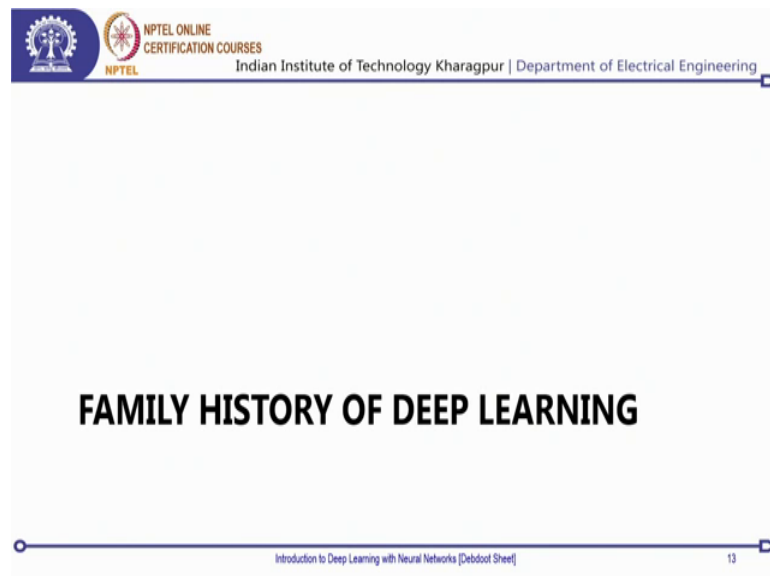 NPTEL ONLINE
CERTIFICATION COURSES
NPTEL
Indian Institute of Technology Kharagpur | Department of Electrical Engineering
FAMILY HISTORY OF DEEP LEARNING
Introduction to Deep Learning with Neural Networks [Debdoot Sheet]
13